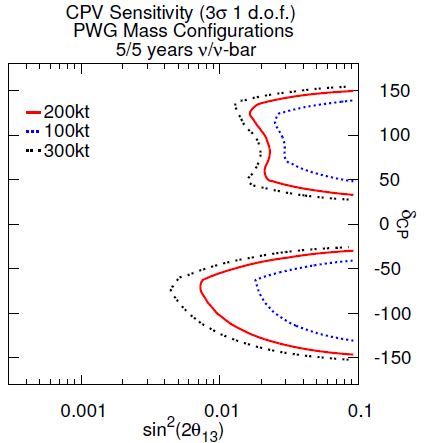 CPV Sensitivity (3σ 1 d.o.f.)
PWG Mass Configurations
5/5 years ν/ν-bar
200kt
100kt
300kt
150
100
50
0
-50
-100
-150
δCP
0.001
0.01
0.1
sin²(2θ₁₃)